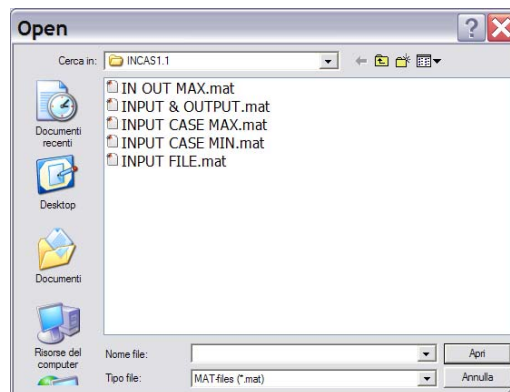 Open
Cerca in: INCAS1.1
IN OUT MAX.mat
INPUT & OUTPUT.mat
INPUT CASE MAX.mat
INPUT CASE MIN.mat
INPUT FILE.mat
Documenti
recenti
Desktop
Documenti
Risorse del
computer
Nome file:
Apri
Tipo file: MAT-files (*.mat)
Annulla